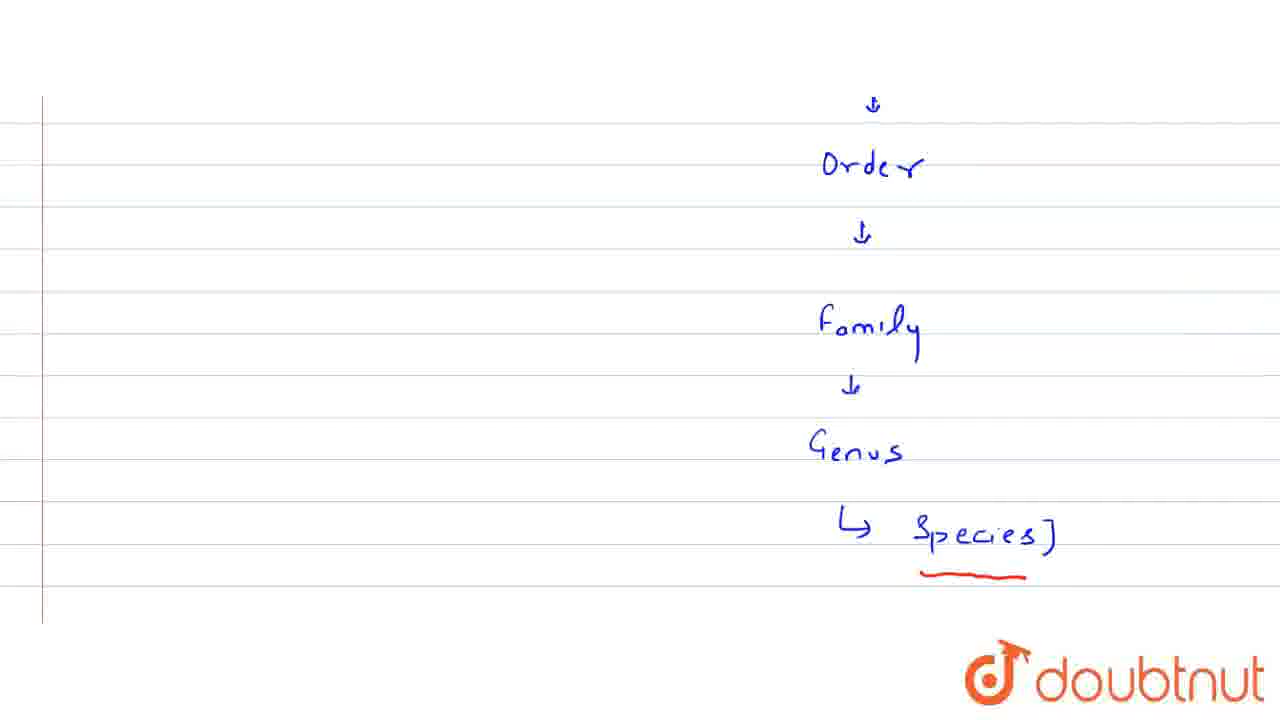 ↓
Order
↓
Family
↓
Genus
↳ Species]
doubtnut